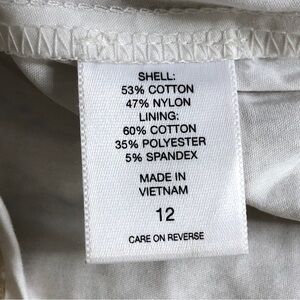 SHELL:
53% COTTON
47% NYLON
LINING:
60% COTTON
35% POLYESTER
5% SPANDEX
MADE IN
VIETNAM
12
CARE ON REVERSE